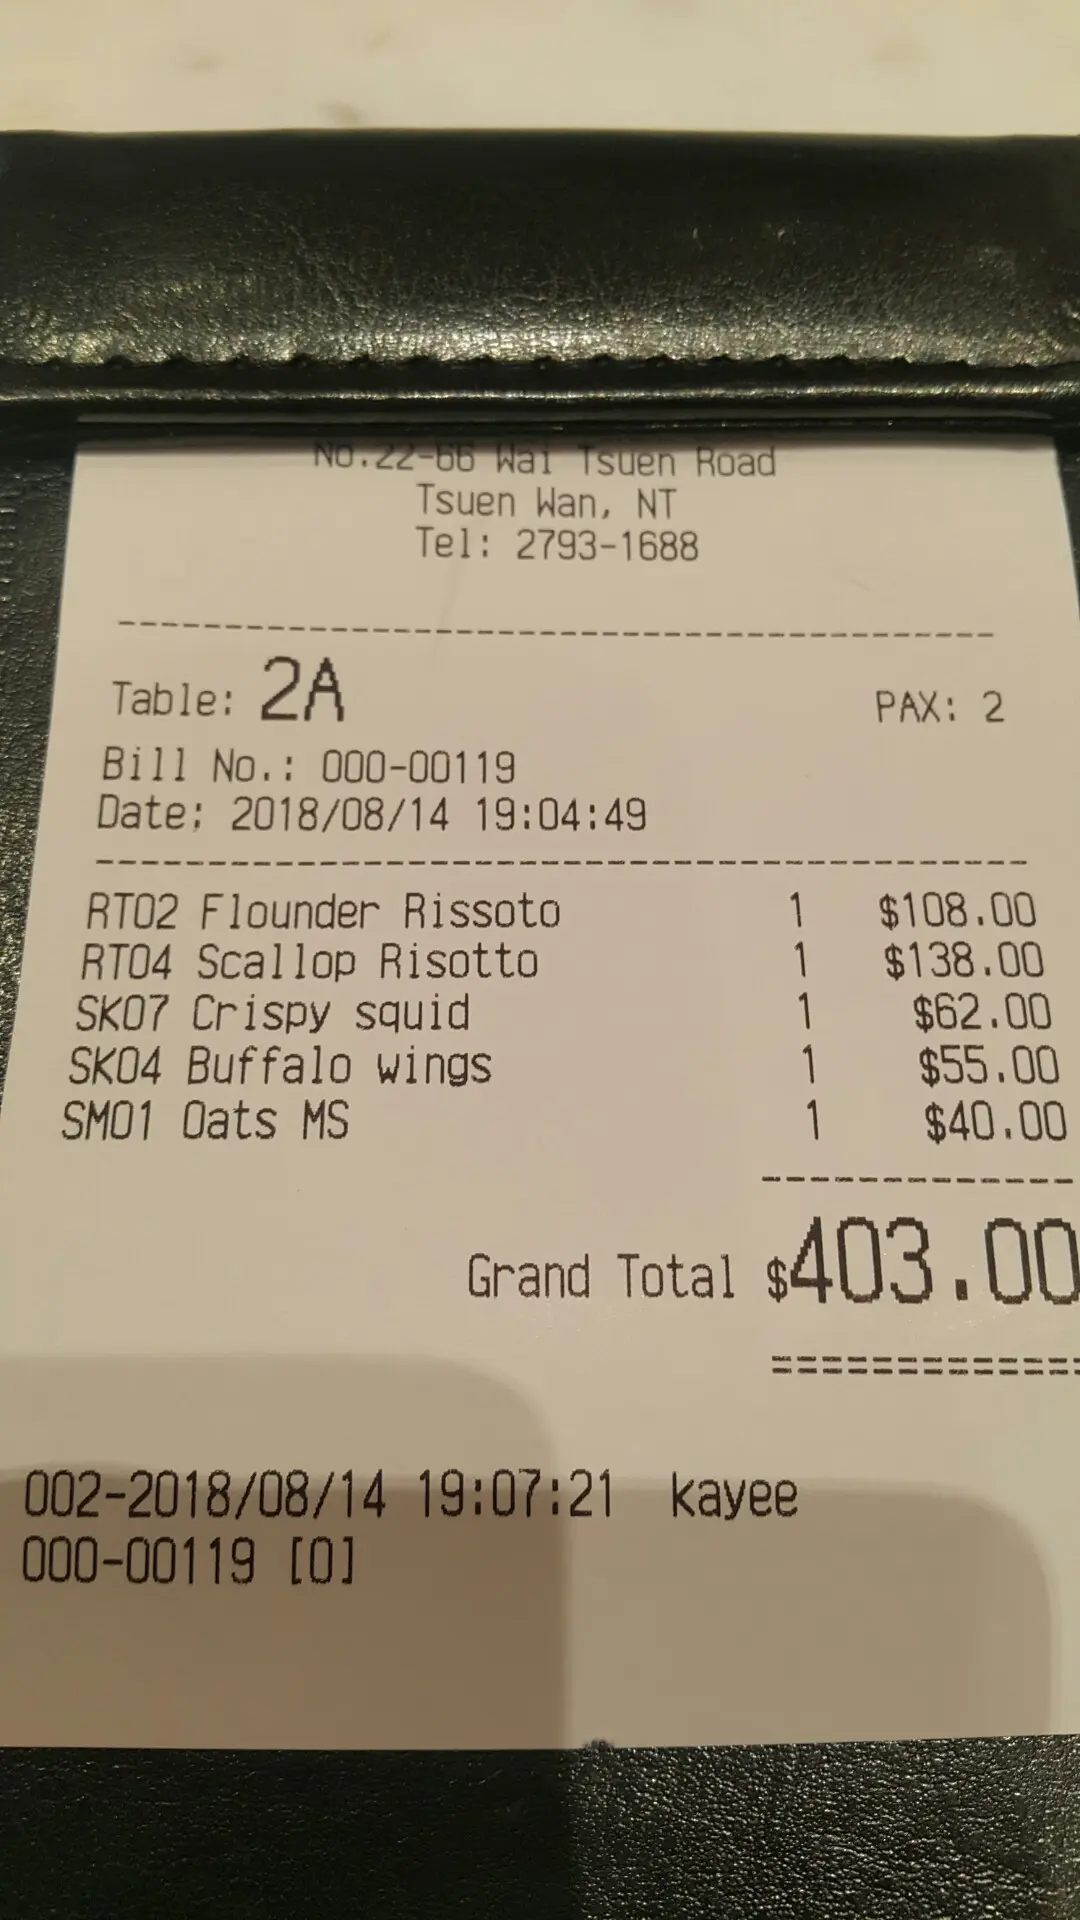 No.22-66 Wai Tsuen Road
Tsuen Wan, NT
Tel: 2793-1688
Table: 2A PAX: 2
Bill No.: 000-00119
Date: 2018/08/14 19:04:49
RT02 Flounder Rissoto 1 $108.00
RT04 Scallop Risotto 1 $138.00
SK07 Crispy squid 1 $62.00
SK04 Buffalo wings 1 $55.00
SM01 Oats MS 1 $40.00
Grand Total $403.00
002-2018/08/14 19:07:21 kayee
000-00119 [0]